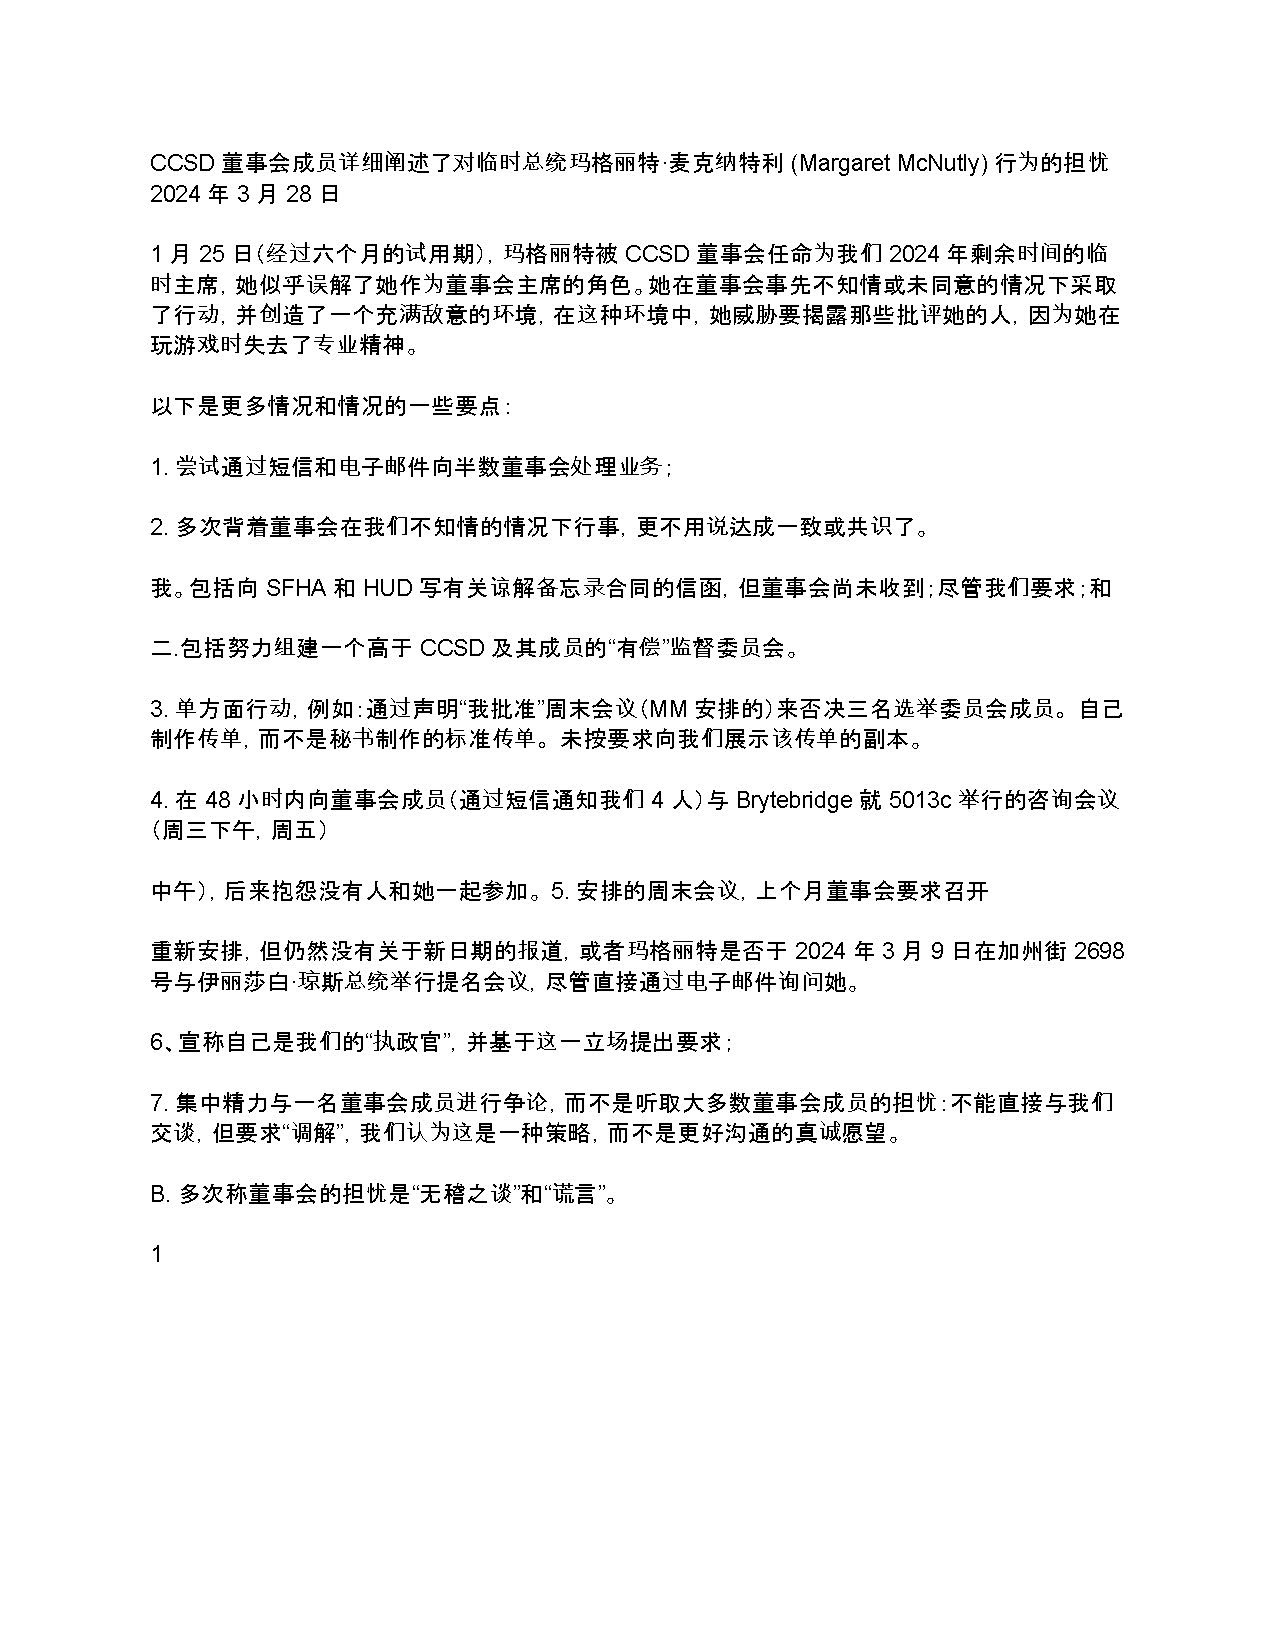 CCSD 董事会成员详细阐述了对临时总统玛格丽特·麦克纳特利 (Margaret McNutly) 行为的担忧
2024 年 3 月 28 日
1 月 25 日（经过六个月的试用期），玛格丽特被 CCSD 董事会任命为我们 2024 年剩余时间的临
时主席，她似乎误解了她作为董事会主席的角色。她在董事会事先不知情或未同意的情况下采取
了行动，并创造了一个充满敌意的环境，在这种环境中，她威胁要揭露那些批评她的人，因为她在
玩游戏时失去了专业精神。
以下是更多情况和情况的一些要点：
1. 尝试通过短信和电子邮件向半数董事会处理业务；
2. 多次背着董事会在我们不知情的情况下行事，更不用说达成一致或共识了。
我。包括向 SFHA 和 HUD 写有关谅解备忘录合同的信函，但董事会尚未收到；尽管我们要求；和
二.包括努力组建一个高于 CCSD 及其成员的“有偿”监督委员会。
3. 单方面行动，例如：通过声明“我批准”周末会议（MM 安排的）来否决三名选举委员会成员。自己
制作传单，而不是秘书制作的标准传单。未按要求向我们展示该传单的副本。
4. 在 48 小时内向董事会成员（通过短信通知我们 4 人）与 Brytebridge 就 5013c 举行的咨询会议
（周三下午，周五）
中午），后来抱怨没有人和她一起参加。5. 安排的周末会议，上个月董事会要求召开
重新安排，但仍然没有关于新日期的报道，或者玛格丽特是否于 2024 年 3 月 9 日在加州街 2698
号与伊丽莎白·琼斯总统举行提名会议，尽管直接通过电子邮件询问她。
6、宣称自己是我们的“执政官”，并基于这一立场提出要求；
7. 集中精力与一名董事会成员进行争论，而不是听取大多数董事会成员的担忧：不能直接与我们
交谈，但要求“调解”，我们认为这是一种策略，而不是更好沟通的真诚愿望。
B. 多次称董事会的担忧是“无稽之谈”和“谎言”。
1